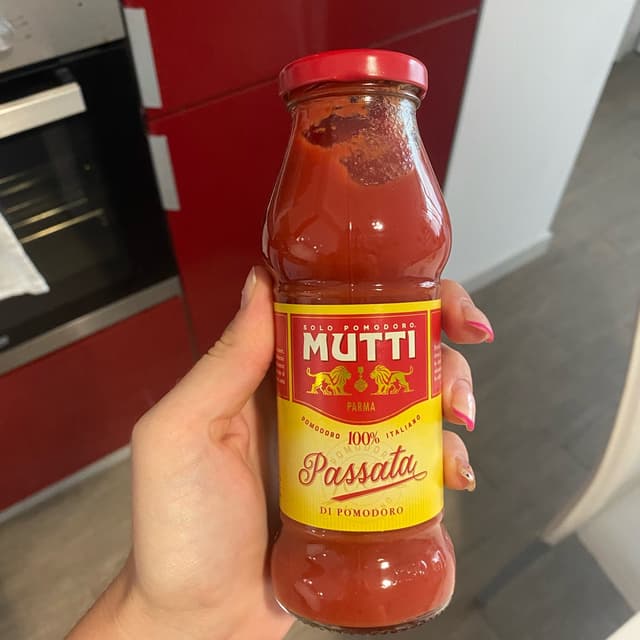 SOLO POMODORO.
MUTTI
PARMA
POMODORO 100% ITALIANO
Passata
DI POMODORO